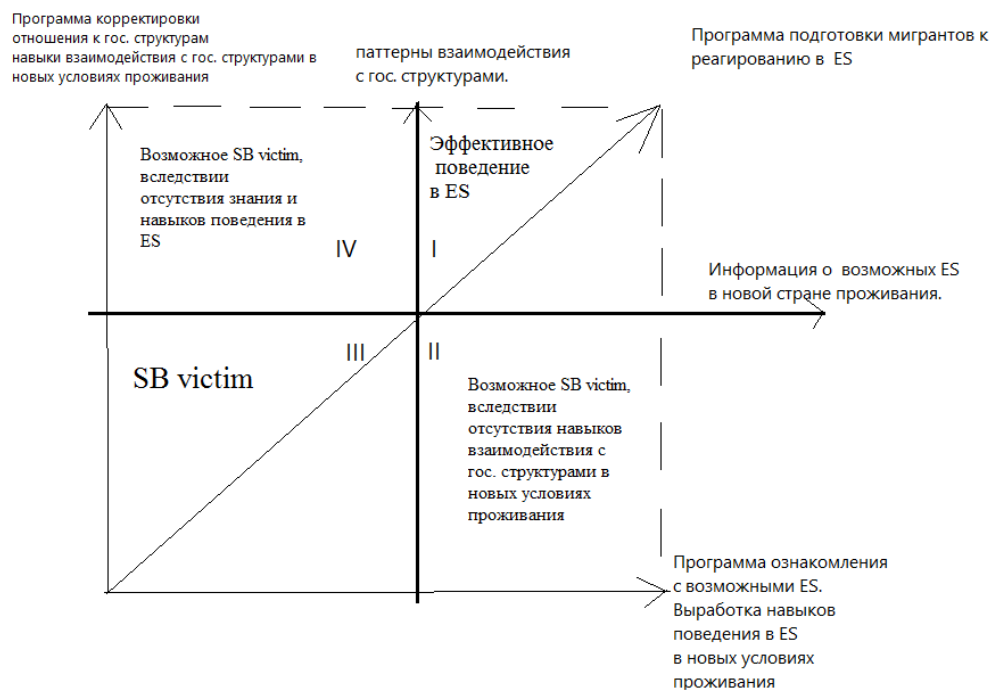 Программа корректировки
отношения к гос. структурам
навыки взаимодействия с гос. структурами в
новых условиях проживания
паттерны взаимодействия
с гос. структурами.
Программа подготовки мигрантов к
реагированию в ES
Возможное SB victim,
вследствии
отсутствия знания и
навыков поведения в
ES
Эффективное
поведение
в ES
IV
I
Информация о возможных ES
в новой стране проживания.
III
II
SB victim
Возможное SB victim,
вследствии
отсутствия навыков
взаимодействия с
гос. структурами в
новых условиях
проживания
Программа ознакомления
с возможными ES.
Выработка навыков
поведения в ES
в новых условиях
проживания